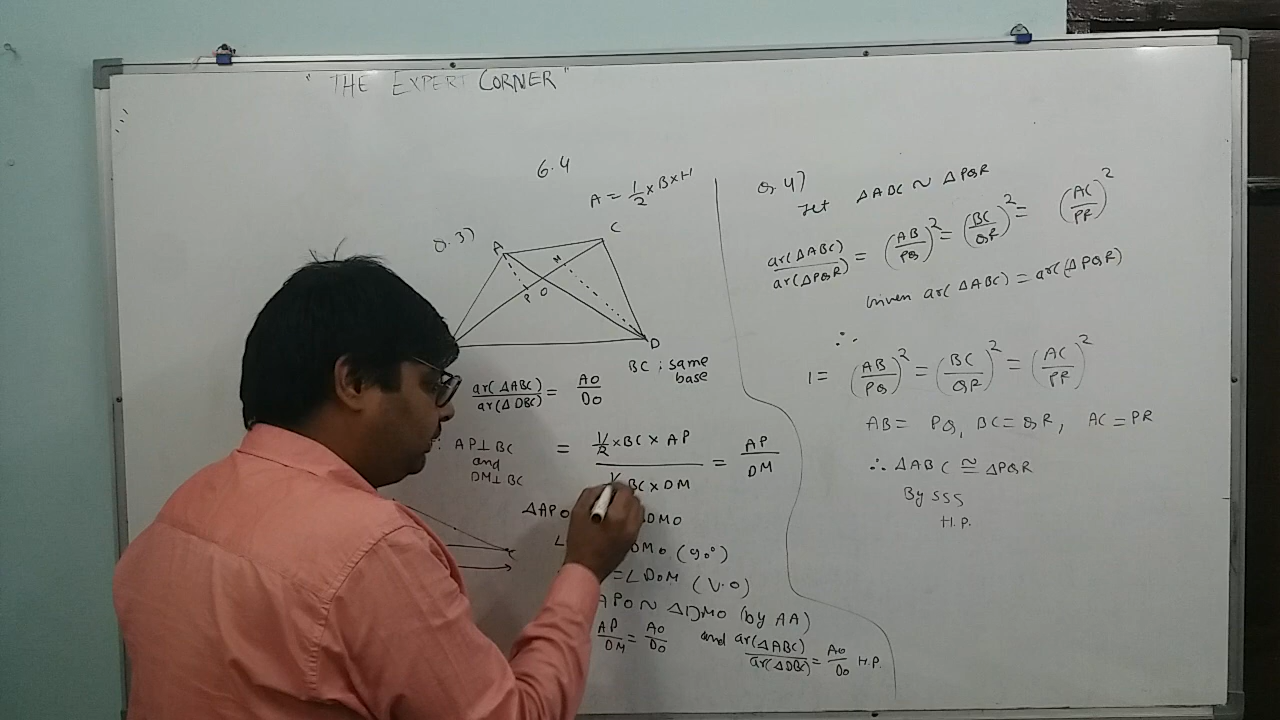 "THE EXPERT CORNER"
6.4
A = 1/2 × B × H
Q.3)
A
C
M
P
O
D
BC : same
base
ar(ΔABC)/ar(ΔDBC) = AO/DO
AP⊥BC
and
DM⊥BC
= 1/2 × BC × AP / 1/2 BC × DM = AP/DM
ΔAPO DMO
∠ DMO (90°)
= ∠DOM (V.O)
APO ~ ΔDMO (by AA)
AP/DM = AO/DO and ar(ΔABC)/ar(ΔDBC) = AO/DO H.P.
Q.4)
Let ΔABC ~ ΔPQR
ar(ΔABC)/ar(ΔPQR) = (AB/PQ)² = (BC/QR)² = (AC/PR)²
Given ar(ΔABC) = ar(ΔPQR)
∴
1 = (AB/PQ)² = (BC/QR)² = (AC/PR)²
AB = PQ, BC = QR, AC = PR
∴ ΔABC ≅ ΔPQR
By SSS
H.P.